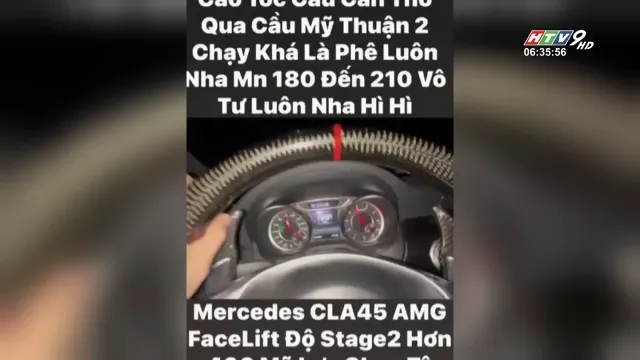 Cao Tốc Cầu Cần Thơ
Qua Cầu Mỹ Thuận 2
Chạy Khá Là Phê Luôn
Nha Mn 180 Đến 210 Vô
Tư Luôn Nha Hì Hì
HTV9 HD
06:35:56
Mercedes CLA45 AMG
FaceLift Độ Stage2 Hơn